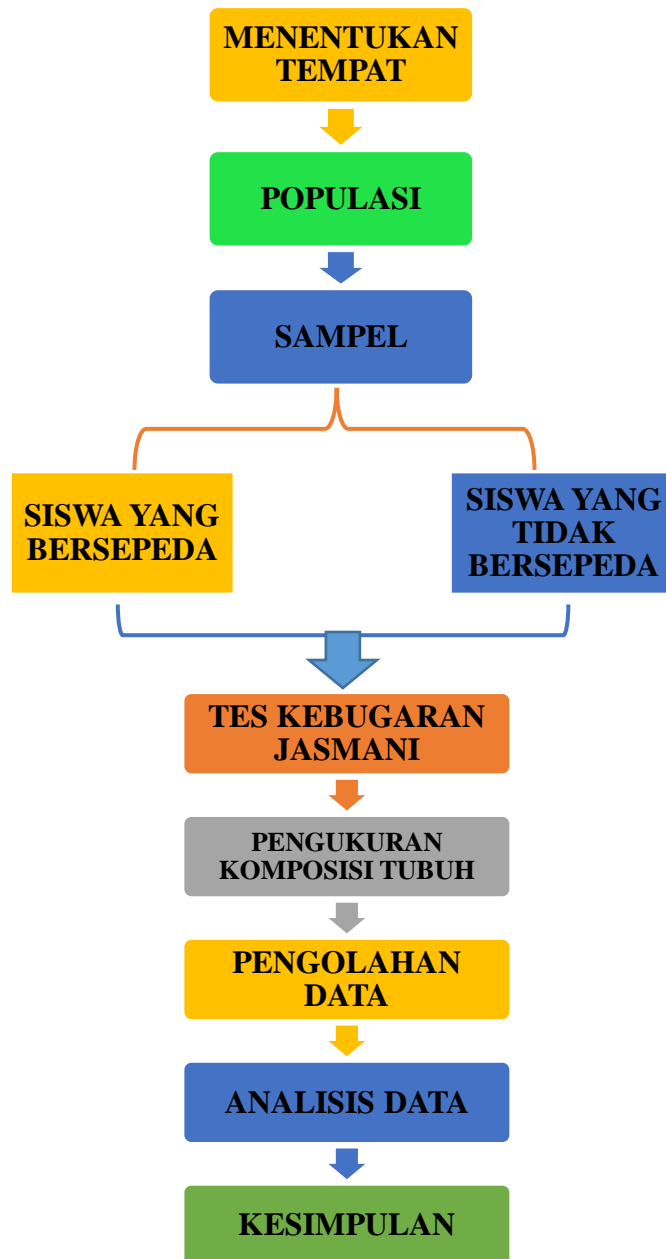 MENENTUKAN
TEMPAT
POPULASI
SAMPEL
SISWA YANG
BERSEPEDA
SISWA YANG
TIDAK
BERSEPEDA
TES KEBUGARAN
JASMANI
PENGUKURAN
KOMPOSISI TUBUH
PENGOLAHAN
DATA
ANALISIS DATA
KESIMPULAN